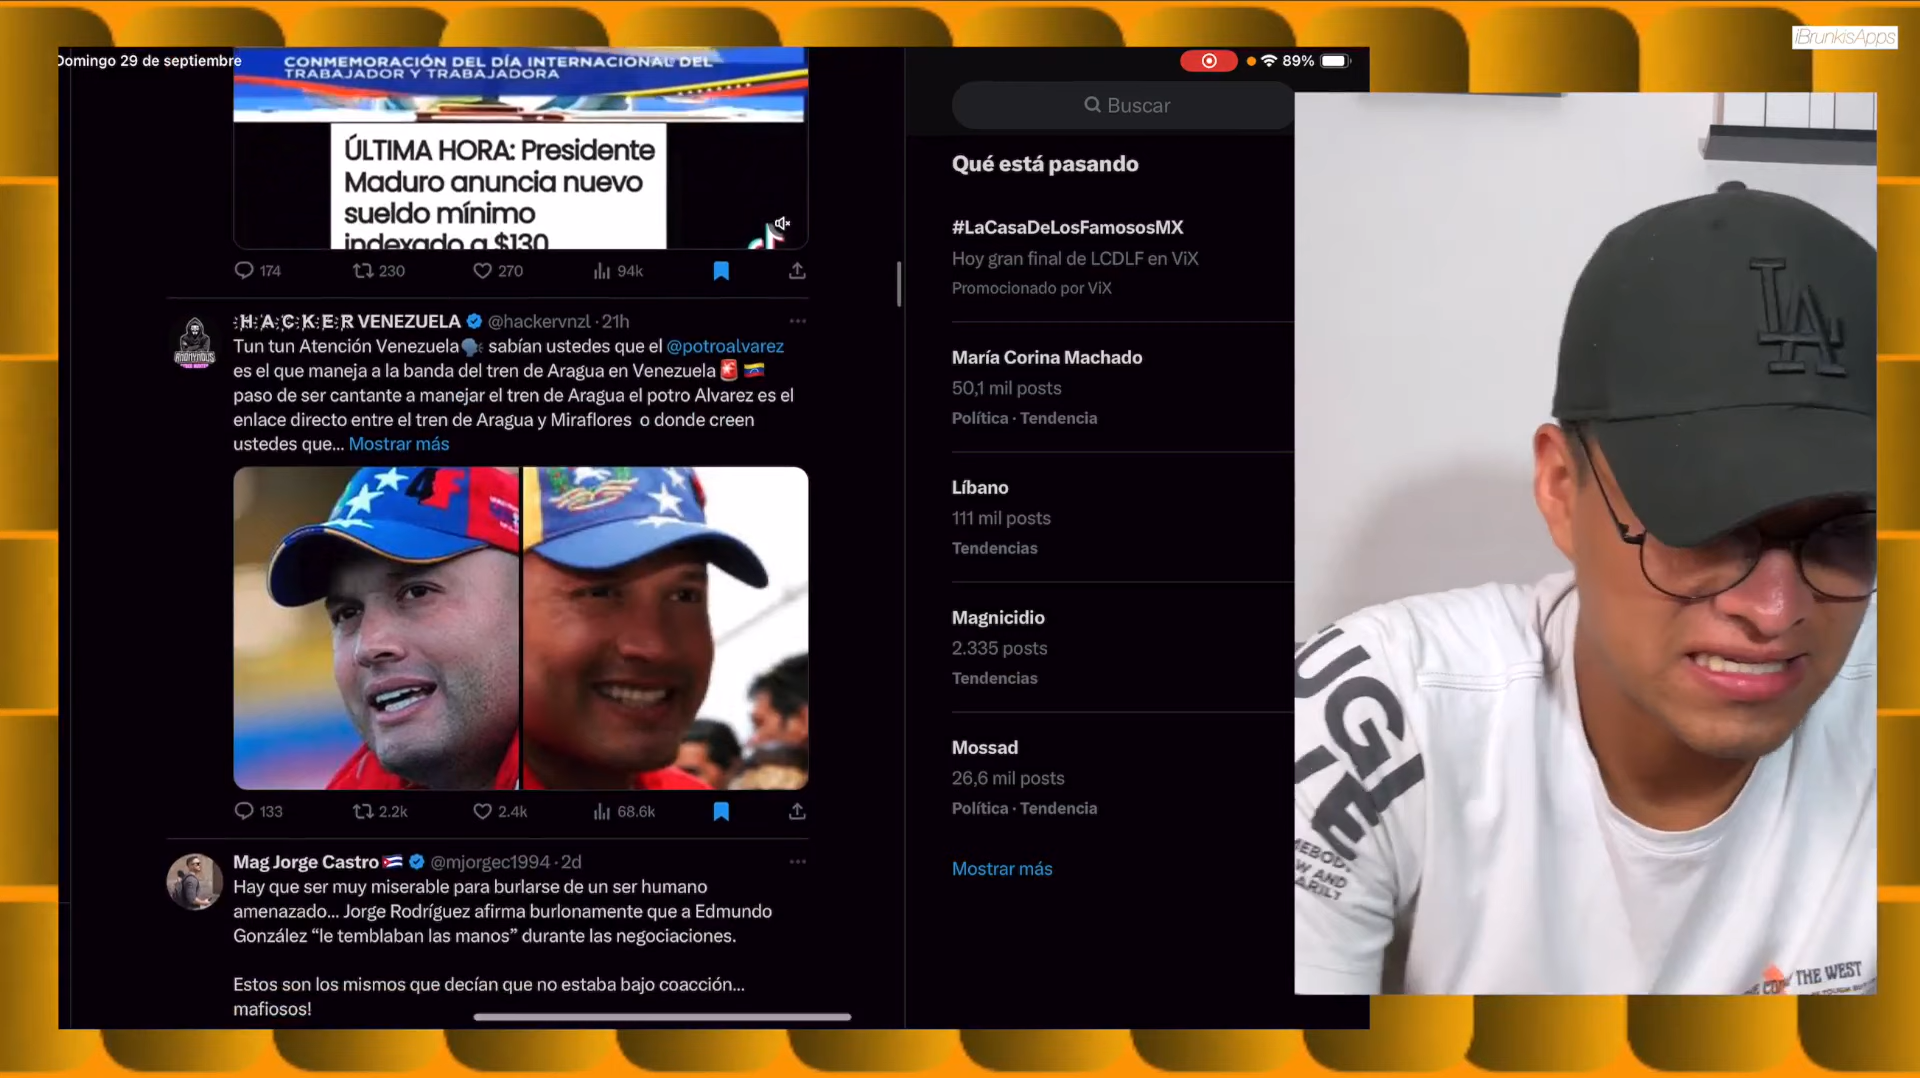 iBrunkisApps
Domingo 29 de septiembre
89%
CONMEMORACIÓN DEL DÍA INTERNACIONAL DEL
TRABAJADOR Y TRABAJADORA
ÚLTIMA HORA: Presidente
Maduro anuncia nuevo
sueldo mínimo
indexado a $130
174 230 270 94k
HACKER VENEZUELA @hackervnzl · 21h
Tun tun Atención Venezuela sabían ustedes que el @potroalvarez
es el que maneja a la banda del tren de Aragua en Venezuela
paso de ser cantante a manejar el tren de Aragua el potro Alvarez es el
enlace directo entre el tren de Aragua y Miraflores o donde creen
ustedes que... Mostrar más
4F
133 2.2k 2.4k 68.6k
Mag Jorge Castro @mjorgec1994 · 2d
Hay que ser muy miserable para burlarse de un ser humano
amenazado... Jorge Rodríguez afirma burlonamente que a Edmundo
González “le temblaban las manos” durante las negociaciones.
Estos son los mismos que decían que no estaba bajo coacción...
mafiosos!
Buscar
Qué está pasando
#LaCasaDeLosFamososMX
Hoy gran final de LCDLF en ViX
Promocionado por ViX
María Corina Machado
50,1 mil posts
Política · Tendencia
Líbano
111 mil posts
Tendencias
Magnicidio
2.335 posts
Tendencias
Mossad
26,6 mil posts
Política · Tendencia
Mostrar más
LA
THE WEST